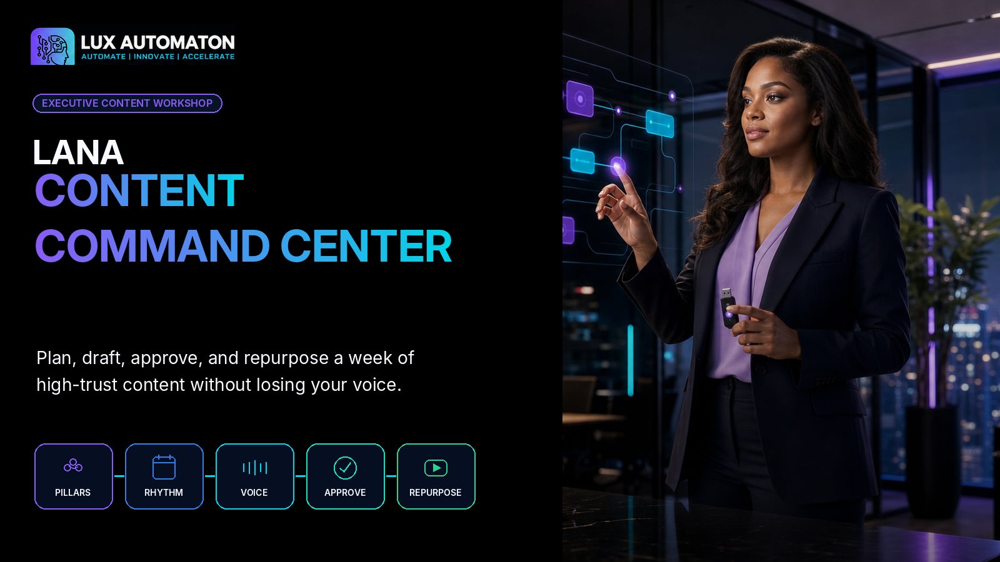 LUX AUTOMATON
AUTOMATE | INNOVATE | ACCELERATE
EXECUTIVE CONTENT WORKSHOP
LANA
CONTENT
COMMAND CENTER
Plan, draft, approve, and repurpose a week of
high-trust content without losing your voice.
PILLARS
RHYTHM
VOICE
APPROVE
REPURPOSE